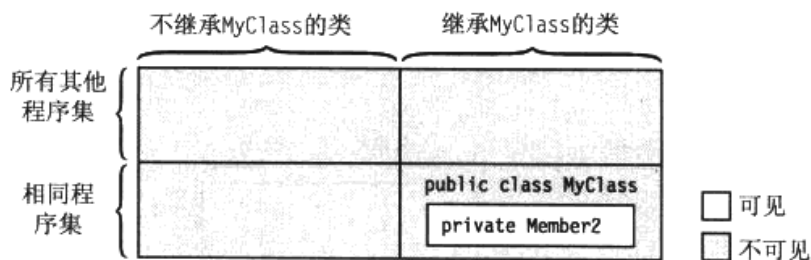 不继承MyClass的类
继承MyClass的类
所有其他
程序集
相同程
序集
public class MyClass
private Member2
可见
不可见